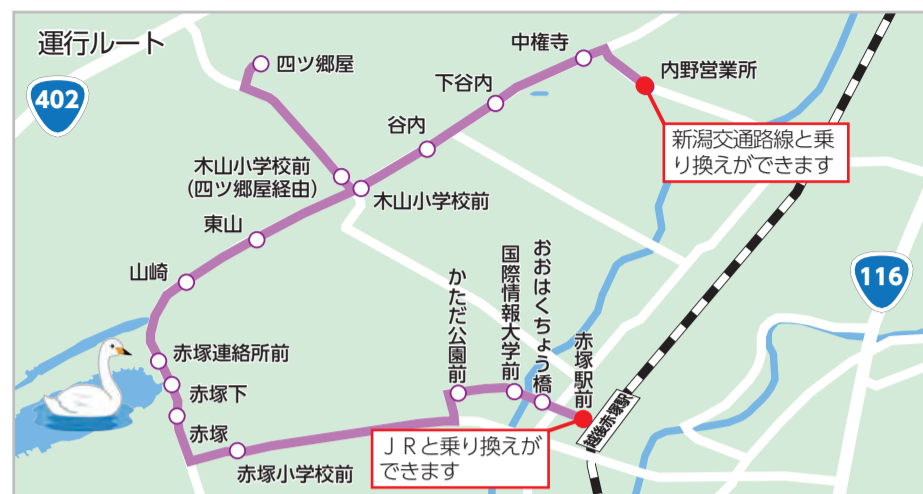 運行ルート
402
四ツ郷屋
中権寺
内野営業所
下谷内
新潟交通路線と乗
り換えができます
谷内
木山小学校前
(四ツ郷屋経由)
木山小学校前
東山
山崎
116
かただ公園前
国際情報大学前
おおはくちょう橋
赤塚駅前
越後赤塚駅
赤塚連絡所前
赤塚下
赤塚
赤塚小学校前
JRと乗り換えが
できます